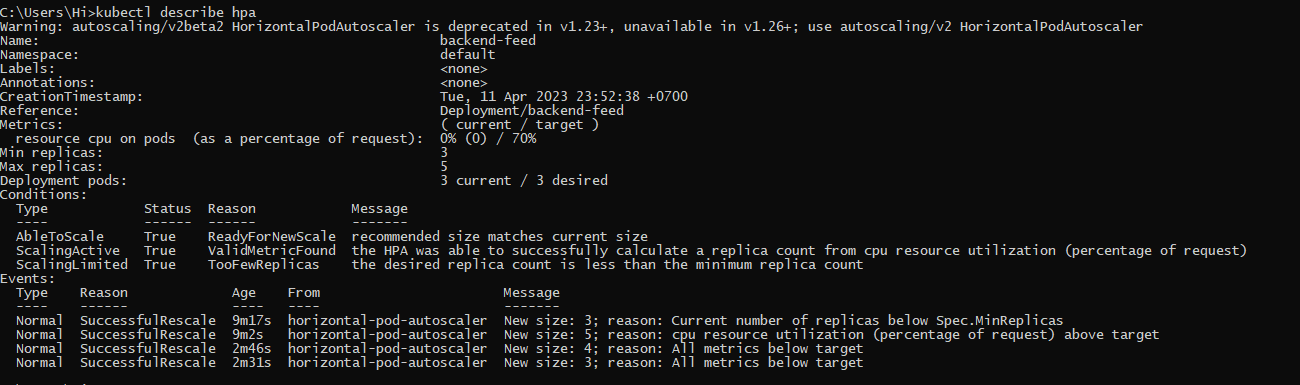 C:\Users\Hi>kubectl describe hpa
Warning: autoscaling/v2beta2 HorizontalPodAutoscaler is deprecated in v1.23+, unavailable in v1.26+; use autoscaling/v2 HorizontalPodAutoscaler
Name: backend-feed
Namespace: default
Labels: <none>
Annotations: <none>
CreationTimestamp: Tue, 11 Apr 2023 23:52:38 +0700
Reference: Deployment/backend-feed
Metrics: ( current / target )
resource cpu on pods (as a percentage of request): 0% (0) / 70%
Min replicas: 3
Max replicas: 5
Deployment pods: 3 current / 3 desired
Conditions:
Type Status Reason Message
---- ------ ------ -------
AbleToScale True ReadyForNewScale recommended size matches current size
ScalingActive True ValidMetricFound the HPA was able to successfully calculate a replica count from cpu resource utilization (percentage of request)
ScalingLimited True TooFewReplicas the desired replica count is less than the minimum replica count
Events:
Type Reason Age From Message
---- ------ ---- ---- -------
Normal SuccessfulRescale 9m17s horizontal-pod-autoscaler New size: 3; reason: Current number of replicas below Spec.MinReplicas
Normal SuccessfulRescale 9m2s horizontal-pod-autoscaler New size: 5; reason: cpu resource utilization (percentage of request) above target
Normal SuccessfulRescale 2m46s horizontal-pod-autoscaler New size: 4; reason: All metrics below target
Normal SuccessfulRescale 2m31s horizontal-pod-autoscaler New size: 3; reason: All metrics below target